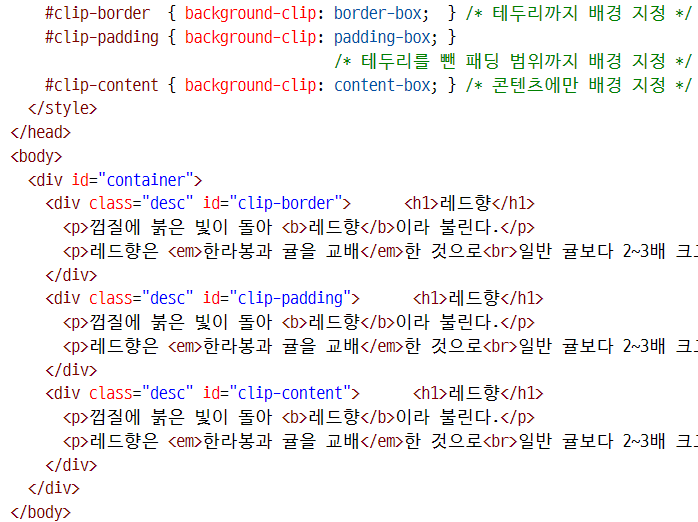 #clip-border { background-clip: border-box; } /* 테두리까지 배경 지정 */
#clip-padding { background-clip: padding-box; }
/* 테두리를 뺀 패딩 범위까지 배경 지정 */
#clip-content { background-clip: content-box; } /* 콘텐츠에만 배경 지정 */
</style>
</head>
<body>
<div id="container">
<div class="desc" id="clip-border"> <h1>레드향</h1>
<p>껍질에 붉은 빛이 돌아 <b>레드향</b>이라 불린다.</p>
<p>레드향은 <em>한라봉과 귤을 교배</em>한 것으로<br>일반 귤보다 2~3배 크고
</div>
<div class="desc" id="clip-padding"> <h1>레드향</h1>
<p>껍질에 붉은 빛이 돌아 <b>레드향</b>이라 불린다.</p>
<p>레드향은 <em>한라봉과 귤을 교배</em>한 것으로<br>일반 귤보다 2~3배 크고
</div>
<div class="desc" id="clip-content"> <h1>레드향</h1>
<p>껍질에 붉은 빛이 돌아 <b>레드향</b>이라 불린다.</p>
<p>레드향은 <em>한라봉과 귤을 교배</em>한 것으로<br>일반 귤보다 2~3배 크고
</div>
</div>
</body>